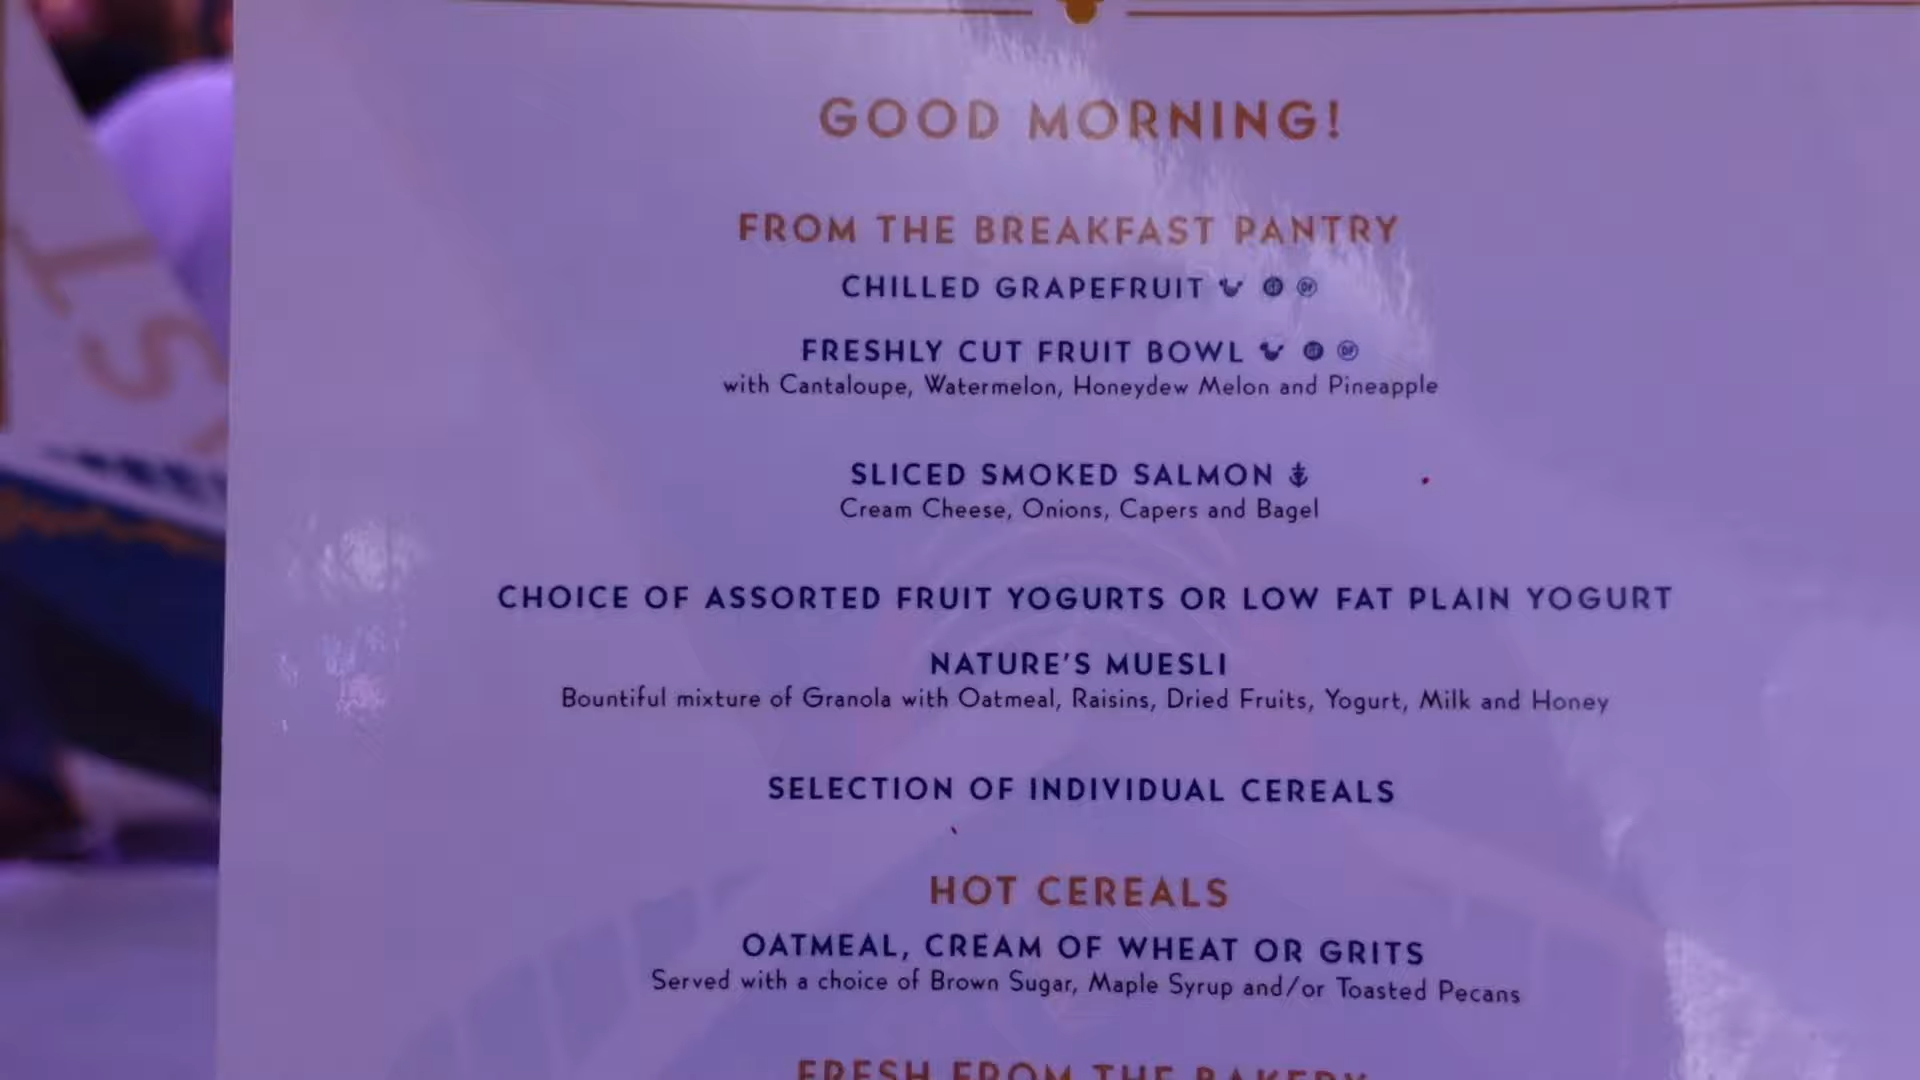 GOOD MORNING!
FROM THE BREAKFAST PANTRY
CHILLED GRAPEFRUIT
FRESHLY CUT FRUIT BOWL
with Cantaloupe, Watermelon, Honeydew Melon and Pineapple
SLICED SMOKED SALMON
Cream Cheese, Onions, Capers and Bagel
CHOICE OF ASSORTED FRUIT YOGURTS OR LOW FAT PLAIN YOGURT
NATURE'S MUESLI
Bountiful mixture of Granola with Oatmeal, Raisins, Dried Fruits, Yogurt, Milk and Honey
SELECTION OF INDIVIDUAL CEREALS
HOT CEREALS
OATMEAL, CREAM OF WHEAT OR GRITS
Served with a choice of Brown Sugar, Maple Syrup and/or Toasted Pecans
FRESH FROM THE BAKERY